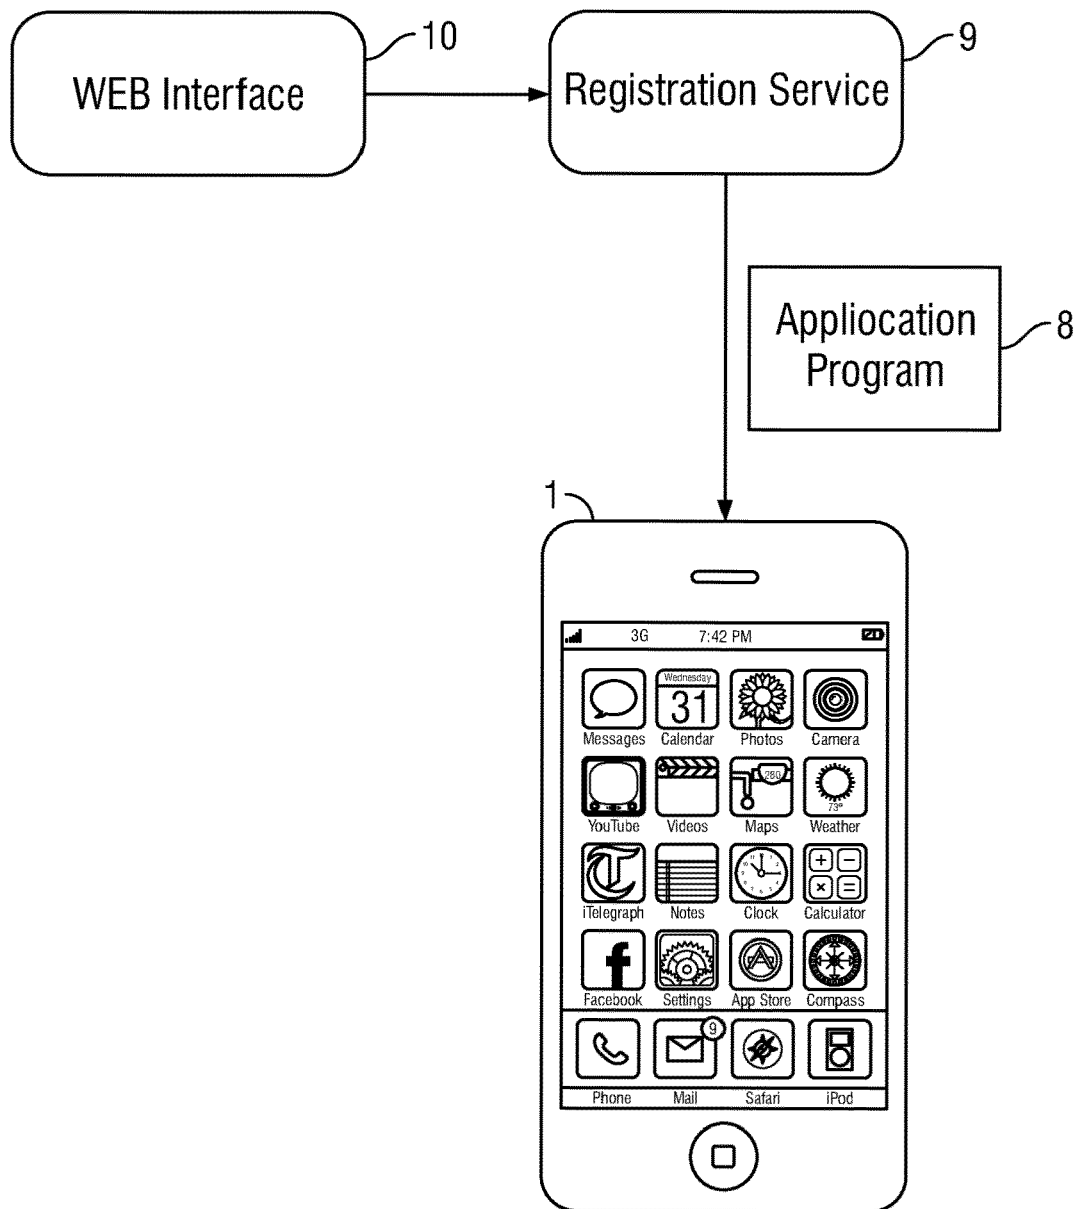 10
9
WEB Interface
Registration Service
Appliocation
Program
8
1
3G 7:42 PM
Wednesday
31
Messages Calendar Photos Camera
280
73°
YouTube Videos Maps Weather
+ −
× =
iTelegraph Notes Clock Calculator
f
Facebook Settings App Store Compass
9
Phone Mail Safari iPod